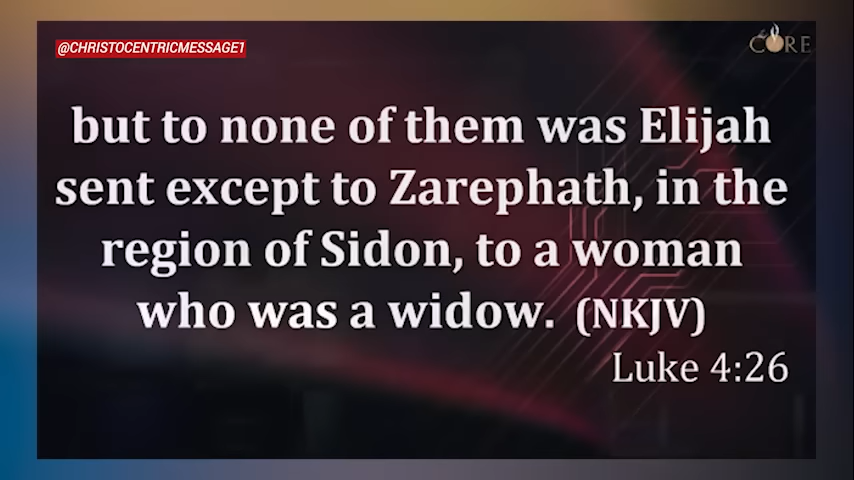 @CHRISTOCENTRICMESSAGE1
CORE
but to none of them was Elijah
sent except to Zarephath, in the
region of Sidon, to a woman
who was a widow. (NKJV)
Luke 4:26